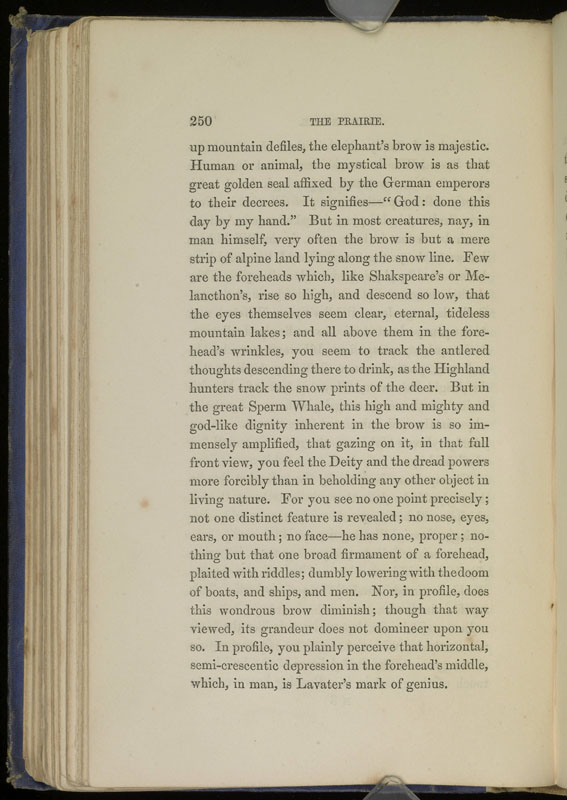 250 THE PRAIRIE.
up mountain defiles, the elephant's brow is majestic.
Human or animal, the mystical brow is as that
great golden seal affixed by the German emperors
to their decrees. It signifies—"God: done this
day by my hand." But in most creatures, nay, in
man himself, very often the brow is but a mere
strip of alpine land lying along the snow line. Few
are the foreheads which, like Shakspeare's or Me-
lancthon's, rise so high, and descend so low, that
the eyes themselves seem clear, eternal, tideless
mountain lakes; and all above them in the fore-
head's wrinkles, you seem to track the antlered
thoughts descending there to drink, as the Highland
hunters track the snow prints of the deer. But in
the great Sperm Whale, this high and mighty and
god-like dignity inherent in the brow is so im-
mensely amplified, that gazing on it, in that full
front view, you feel the Deity and the dread powers
more forcibly than in beholding any other object in
living nature. For you see no one point precisely;
not one distinct feature is revealed; no nose, eyes,
ears, or mouth; no face—he has none, proper; no-
thing but that one broad firmament of a forehead,
plaited with riddles; dumbly lowering with the doom
of boats, and ships, and men. Nor, in profile, does
this wondrous brow diminish; though that way
viewed, its grandeur does not domineer upon you
so. In profile, you plainly perceive that horizontal,
semi-crescentic depression in the forehead's middle,
which, in man, is Lavater's mark of genius.